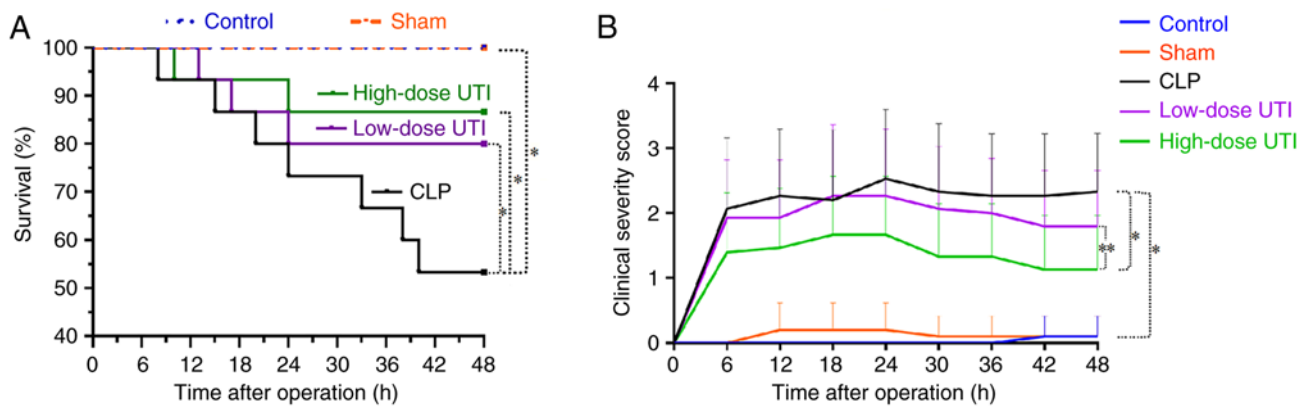 A
Control
Sham
Survival (%)
100
90
80
70
60
50
40
High-dose UTI
Low-dose UTI
CLP
*
*
*
0 6 12 18 24 30 36 42 48
Time after operation (h)
B
Control
Sham
CLP
Low-dose UTI
High-dose UTI
Clinical severity score
4
3
2
1
0
**
*
*
0 6 12 18 24 30 36 42 48
Time after operation (h)